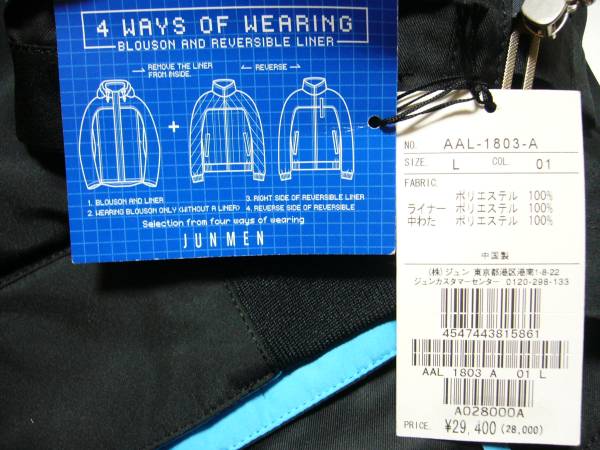 4 WAYS OF WEARING
BLOUSON AND REVERSIBLE LINER
REMOVE THE LINER
FROM INSIDE.
REVERSE
+
1. BLOUSON AND LINER
2. WEARING BLOUSON ONLY (WITHOUT A LINER)
3. RIGHT SIDE OF REVERSIBLE LINER
4. REVERSE SIDE OF REVERSIBLE
Selection from four ways of wearing
JUNMEN
NO. AAL-1803-A
SIZE. L COL. 01
FABRIC.
ポリエステル 100%
ライナー ポリエステル 100%
中わた ポリエステル 100%
中国製
(株)ジュン 東京都港区港南1-8-22
ジュンカスタマーセンター 0120-298-133
4547443815861
AAL 1803 A 01 L
A028000A
PRICE. ¥29,400 (28,000)